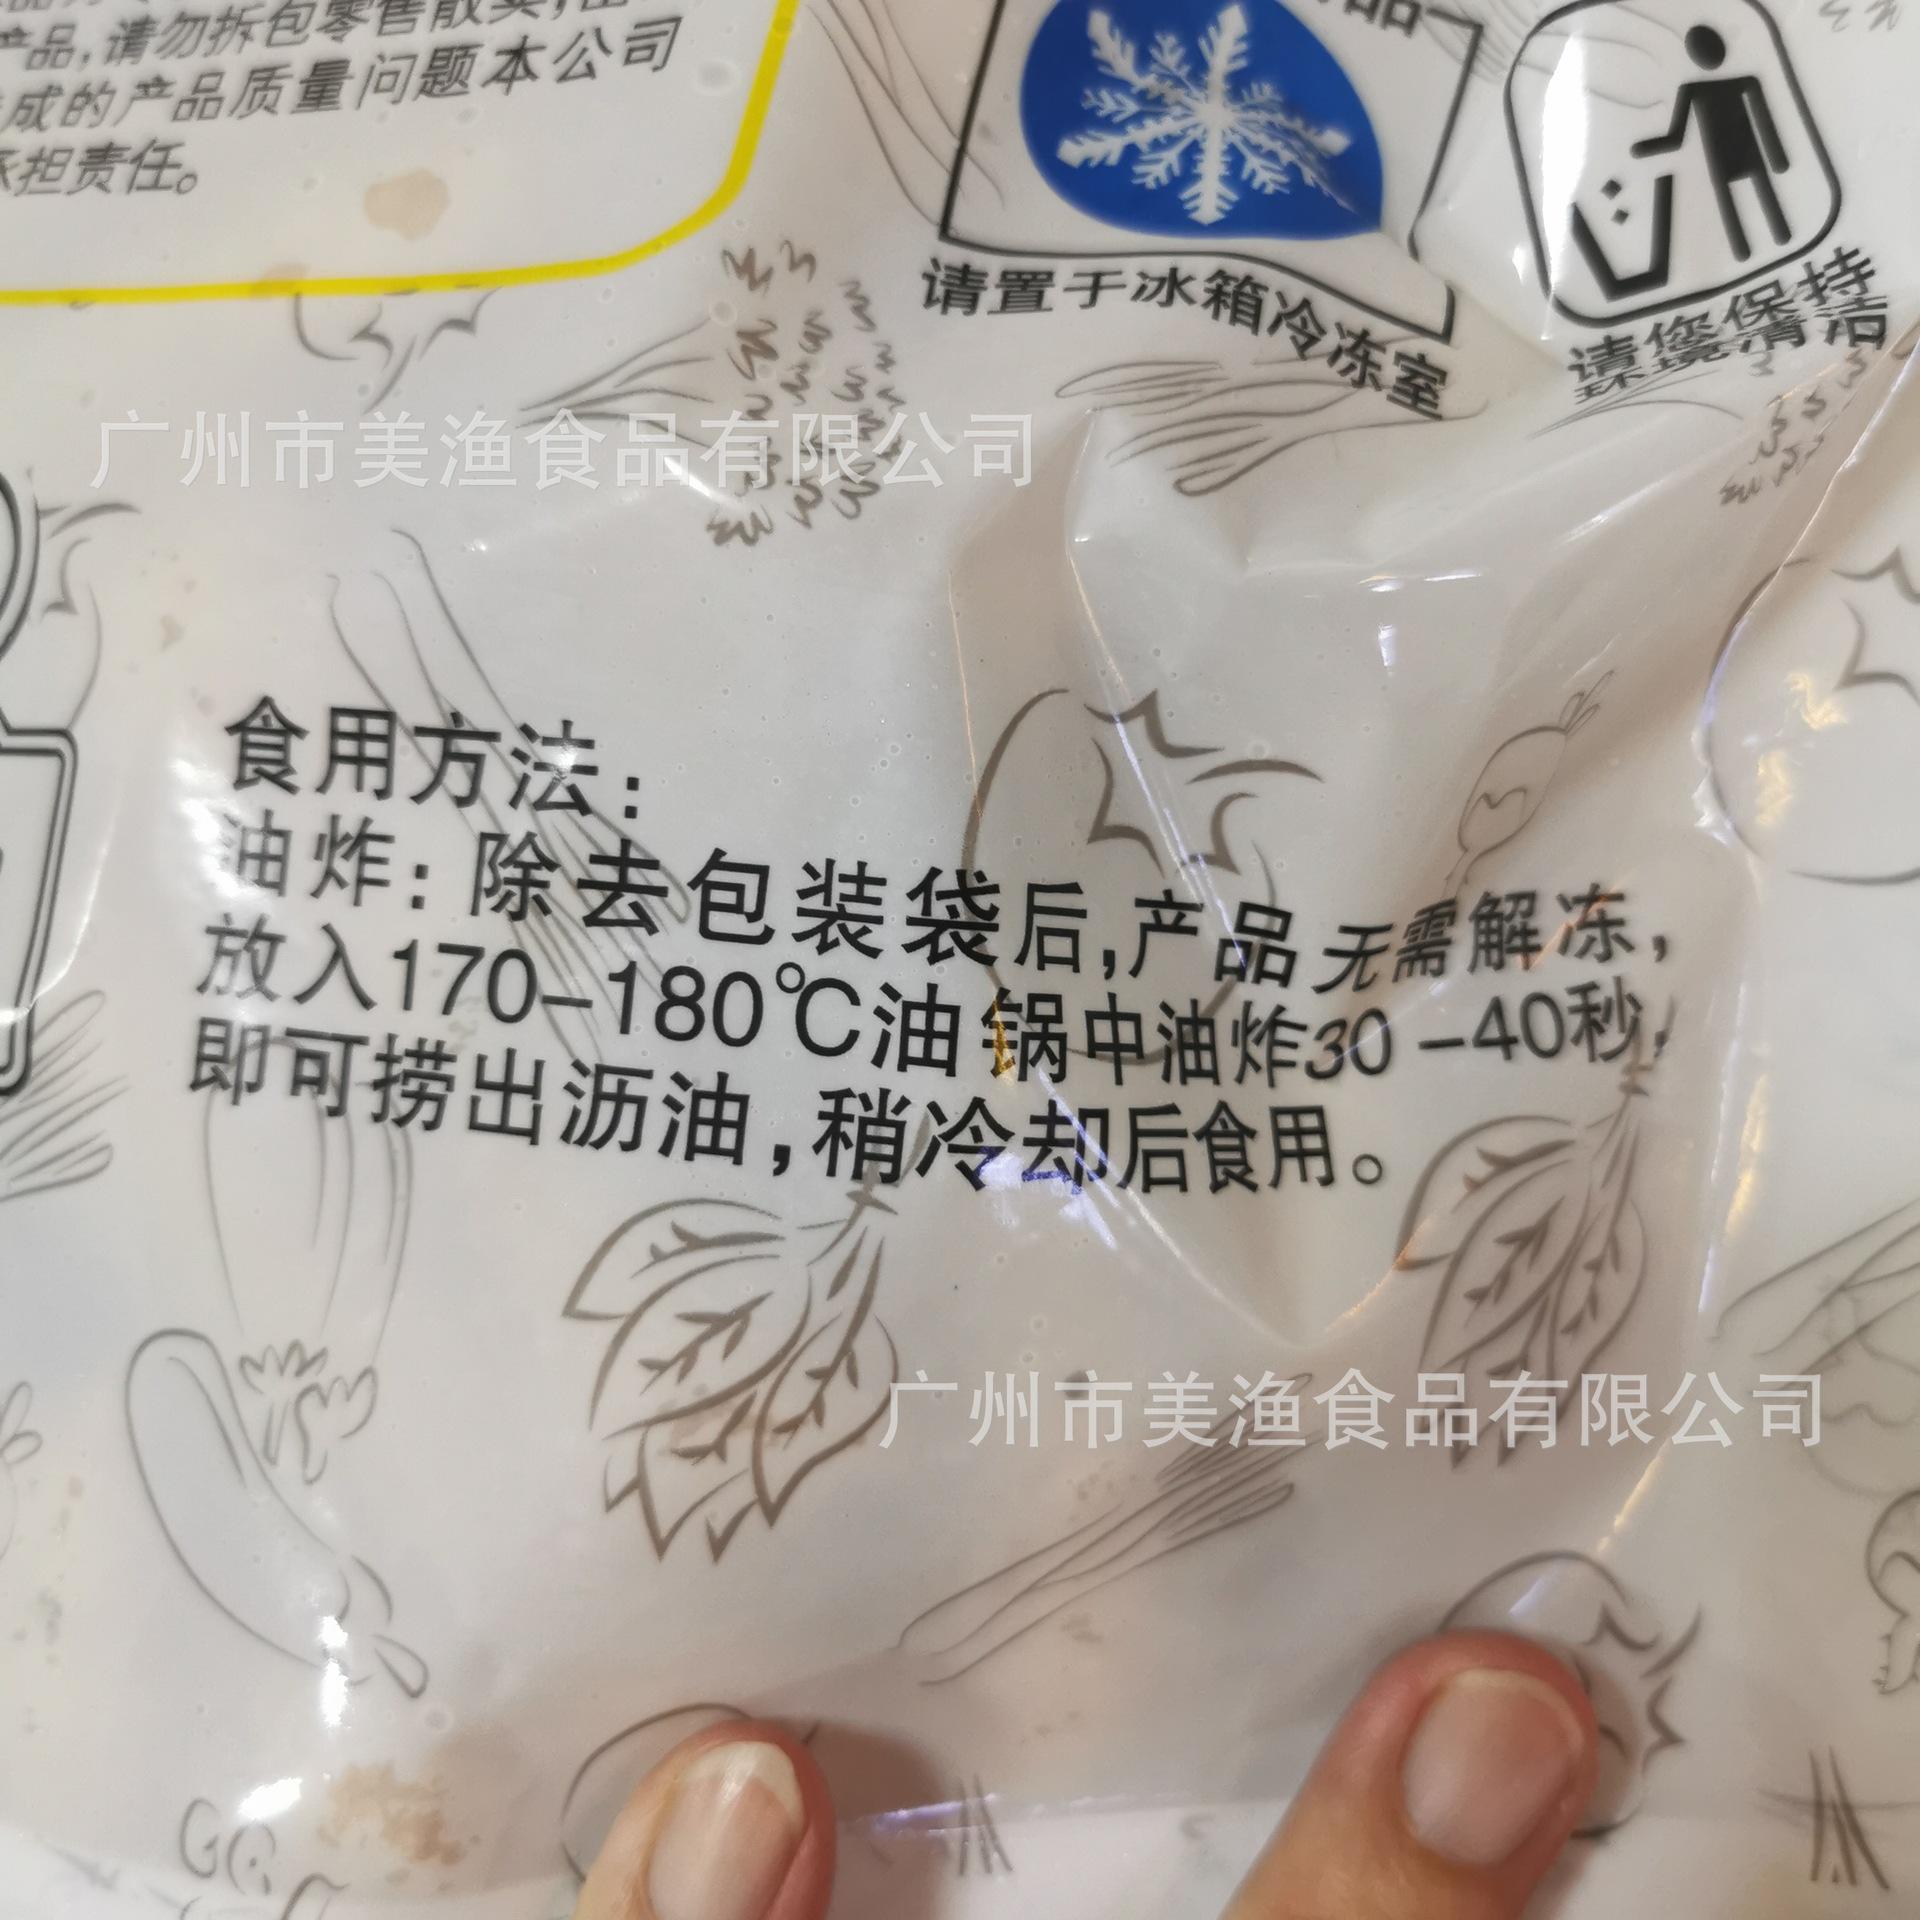 产品,请勿拆包零售散卖,
成的产品质量问题本公司
承担责任。
品
请置于冰箱冷冻室
请您保持
环境清洁
广州市美渔食品有限公司
食用方法:
油炸:除去包装袋后,产品无需解冻,
放入170-180℃油锅中油炸30-40秒,
即可捞出沥油,稍冷却后食用。
广州市美渔食品有限公司